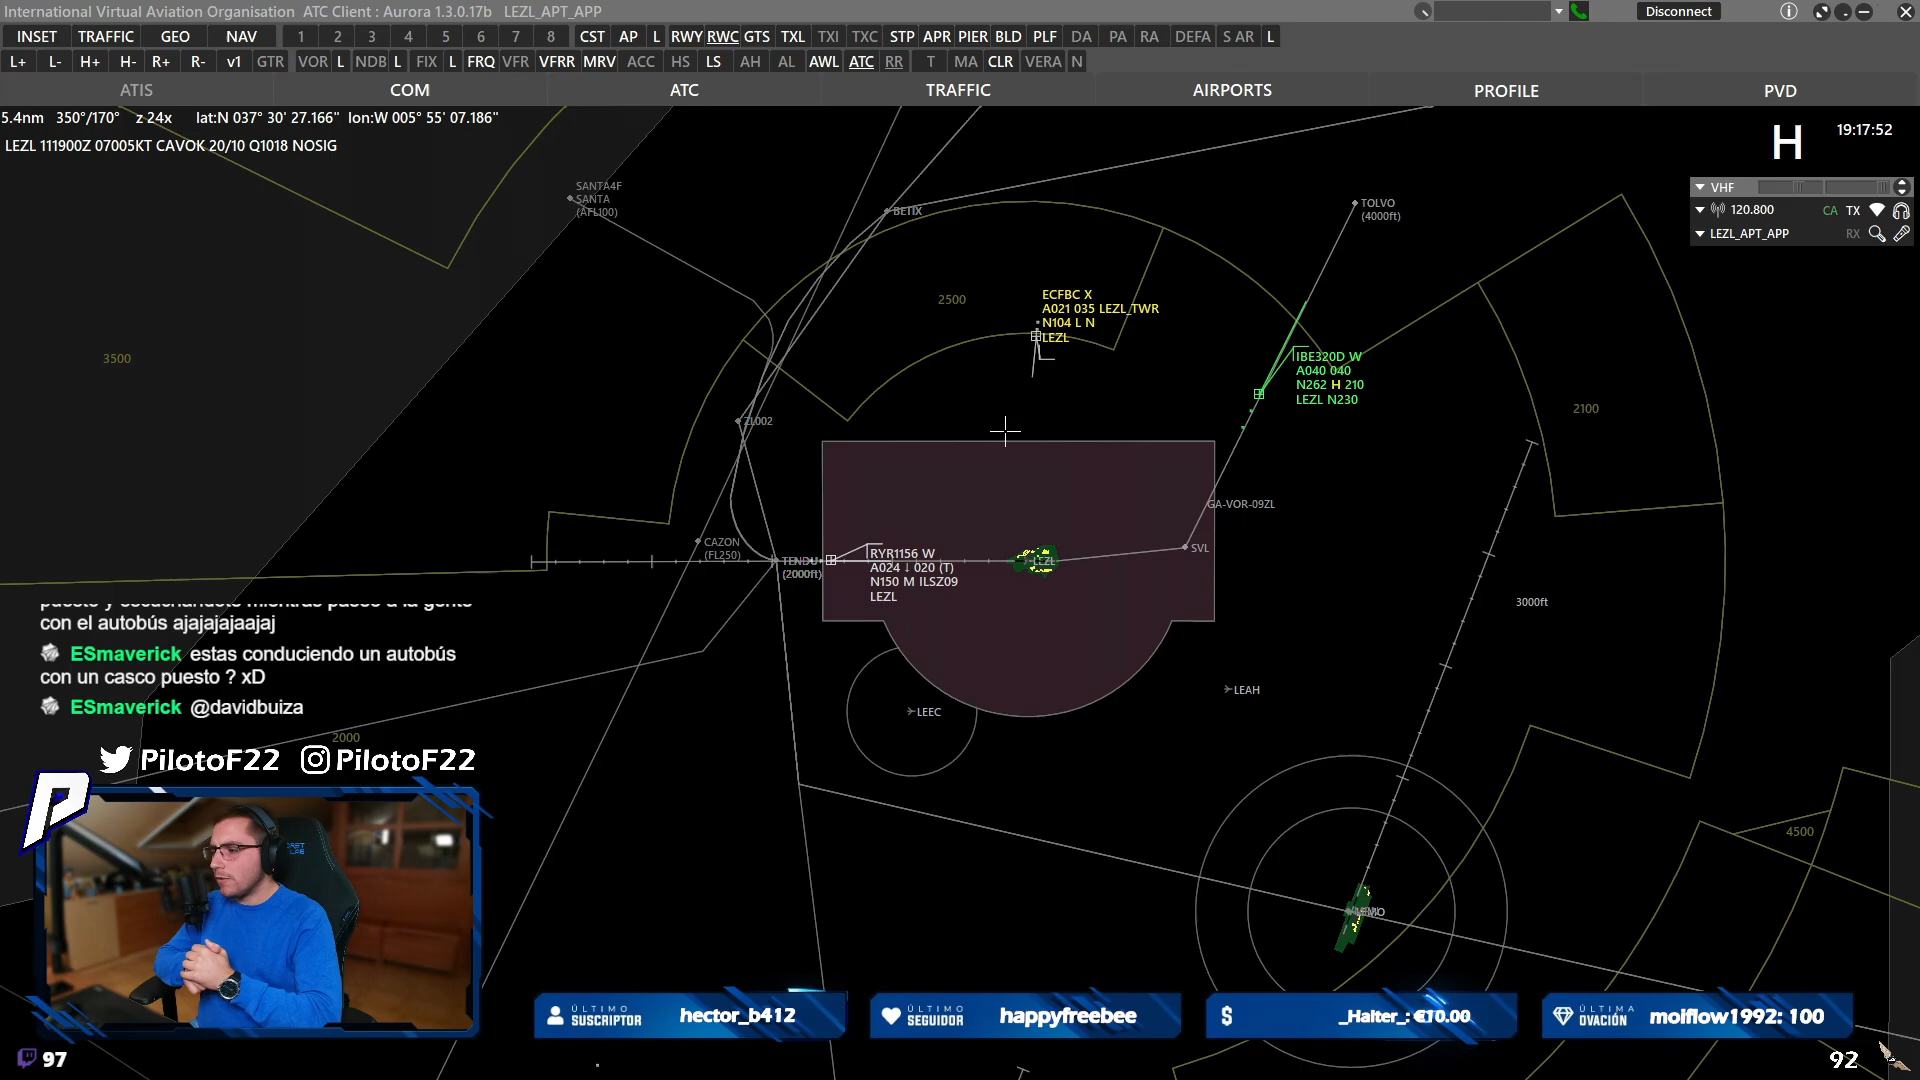 International Virtual Aviation Organisation ATC Client : Aurora 1.3.0.17b LEZL_APT_APP
Disconnect
INSET TRAFFIC GEO NAV 1 2 3 4 5 6 7 8 CST AP L RWY RWC GTS TXL TXI TXC STP APR PIER BLD PLF DA PA RA DEFA S AR L
L+ L- H+ H- R+ R- v1 GTR VOR L NDB L FIX L FRQ VFR VFRR MRV ACC HS LS AH AL AWL ATC RR T MA CLR VERA N
ATIS COM ATC TRAFFIC AIRPORTS PROFILE PVD
5.4nm 350°/170° z 24x lat:N 037° 30' 27.166" lon:W 005° 55' 07.186"
LEZL 111900Z 07005KT CAVOK 20/10 Q1018 NOSIG
H
19:17:52
VHF
120.800 CA TX
LEZL_APT_APP RX
SANTA4F
SANTA
(AFL100)
BETIX
TOLVO
(4000ft)
2500
ECFBC X
A021 035 LEZL_TWR
N104 L N
LEZL
3500
IBE320D W
A040 040
N262 H 210
LEZL N230
2100
ZL002
GA-VOR-09ZL
CAZON
(FL250)
TENDU
(2000ft)
RYR1156 W
A024 ↓ 020 (T)
N150 M ILSZ09
LEZL
LEZL
SVL
3000ft
con el autobús ajajajajaajaj
ESmaverick estas conduciendo un autobús
con un casco puesto ? xD
ESmaverick @davidbuiza
LEAH
LEEC
2000
PilotoF22 PilotoF22
4500
P
ÚLTIMO
SUSCRIPTOR
hector_b412
ÚLTIMO
SEGUIDOR
happyfreebee
$
_Halter_: €10.00
ÚLTIMA
OVACIÓN
moiflow1992: 100
97
92